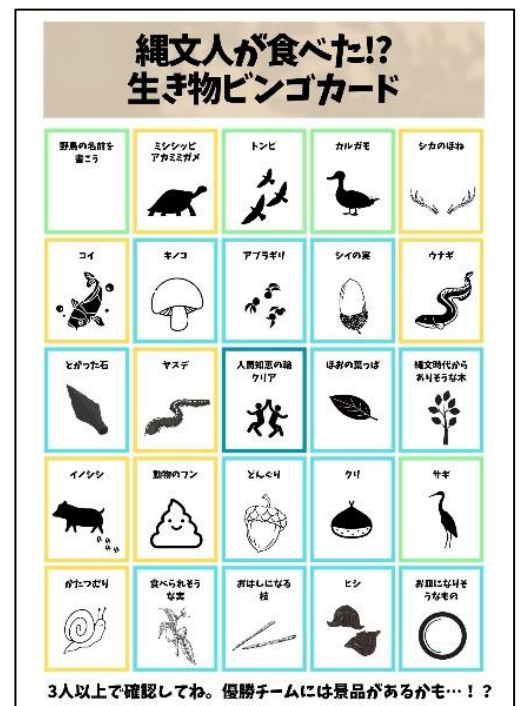 縄文人が食べた!?
生き物ビンゴカード
野鳥の名前を
書こう
ミシシッピ
アカミミガメ
トンビ
カルガモ
シカのほね
コイ
キノコ
アブラギリ
シイの実
ウナギ
とがった石
ヤスデ
人間知恵の輪
クリア
ほおの葉っぱ
縄文時代から
ありそうな木
イノシシ
動物のフン
どんぐり
クリ
サギ
かたつむり
食べられそう
な実
おはしになる
枝
ヒシ
お皿になりそ
うなもの
3人以上で確認してね。優勝チームには景品があるかも…！？